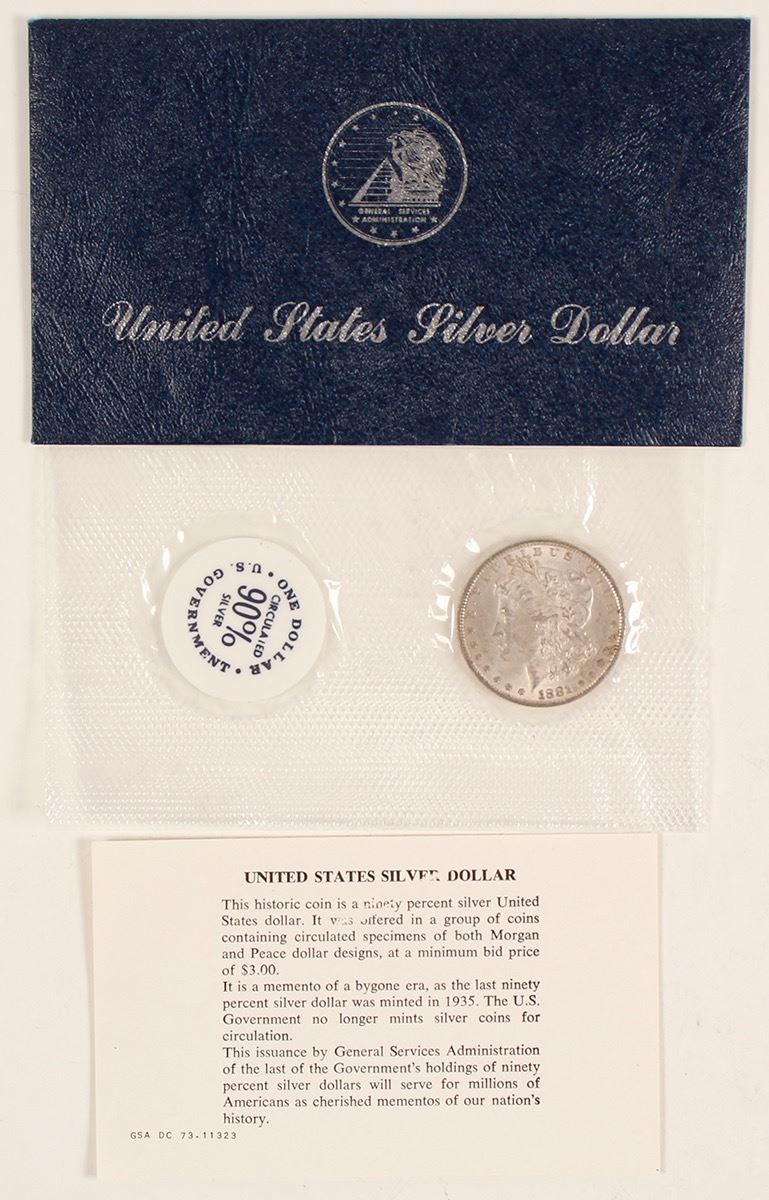 GENERAL SERVICES
ADMINISTRATION
United States Silver Dollar
ONE DOLLAR • U.S. GOVERNMENT •
CIRCULATED
90%
SILVER
1881
UNITED STATES SILVER DOLLAR
This historic coin is a ninety percent silver United
States dollar. It was offered in a group of coins
containing circulated specimens of both Morgan
and Peace dollar designs, at a minimum bid price
of $3.00.
It is a memento of a bygone era, as the last ninety
percent silver dollar was minted in 1935. The U.S.
Government no longer mints silver coins for
circulation.
This issuance by General Services Administration
of the last of the Government's holdings of ninety
percent silver dollars will serve for millions of
Americans as cherished mementos of our nation's
history.
GSA DC 73-11323